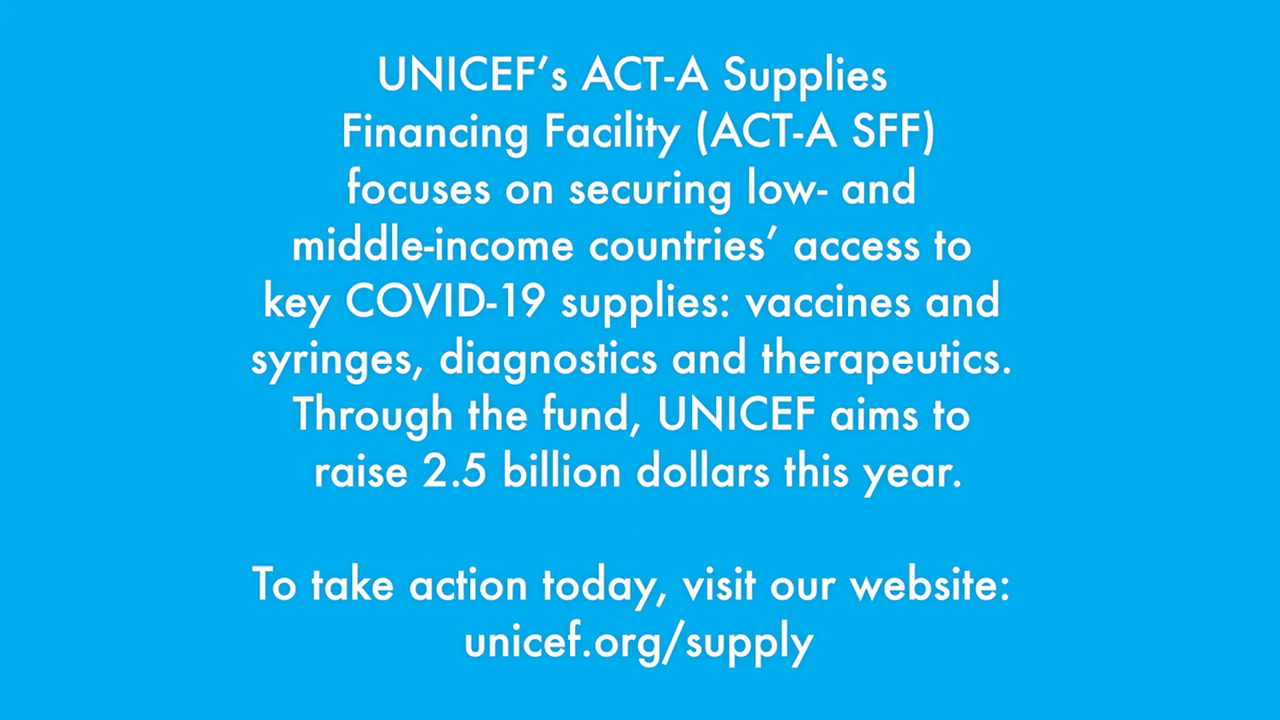 UNICEF’s ACT-A Supplies
Financing Facility (ACT-A SFF)
focuses on securing low- and
middle-income countries’ access to
key COVID-19 supplies: vaccines and
syringes, diagnostics and therapeutics.
Through the fund, UNICEF aims to
raise 2.5 billion dollars this year.
To take action today, visit our website:
unicef.org/supply